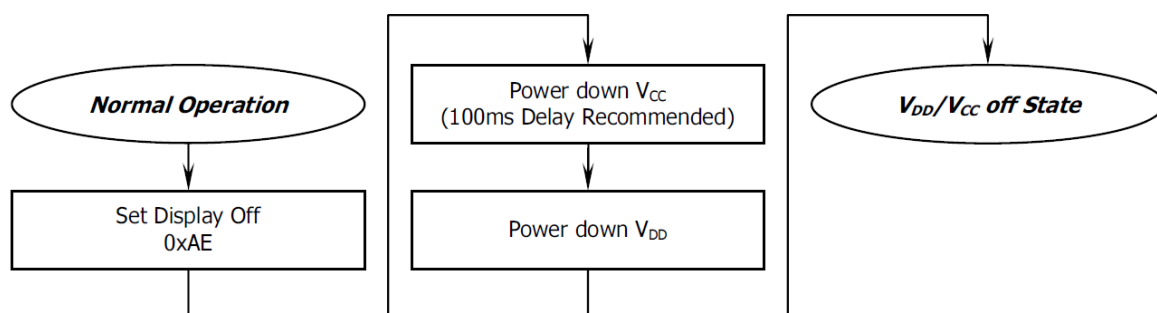 Normal Operation
Set Display Off
0xAE
Power down VCC
(100ms Delay Recommended)
Power down VDD
VDD/VCC off State